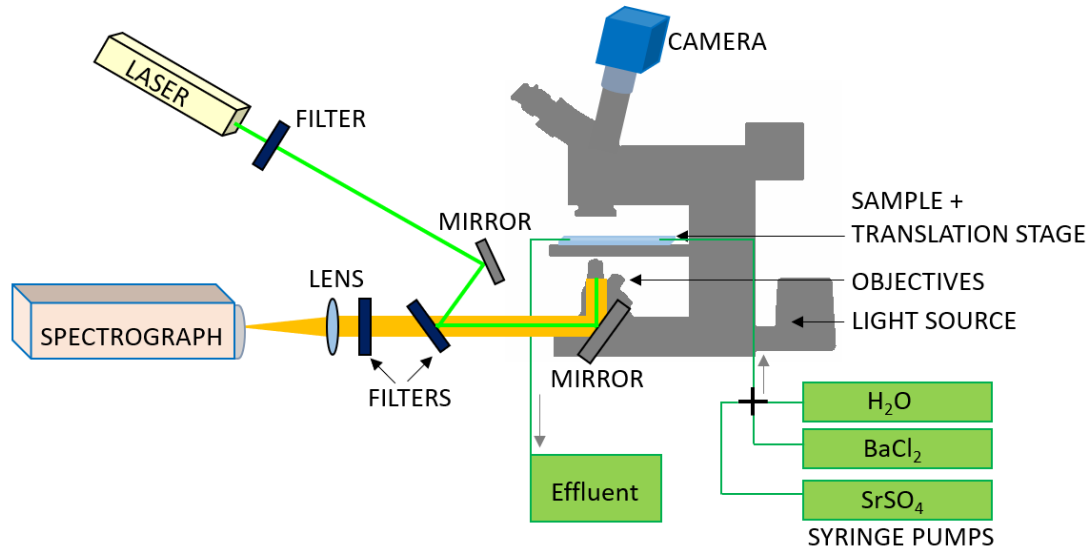 CAMERA
LASER
FILTER
MIRROR
SAMPLE +
TRANSLATION STAGE
OBJECTIVES
LIGHT SOURCE
LENS
SPECTROGRAPH
FILTERS
MIRROR
H₂O
BaCl₂
SrSO₄
SYRINGE PUMPS
Effluent